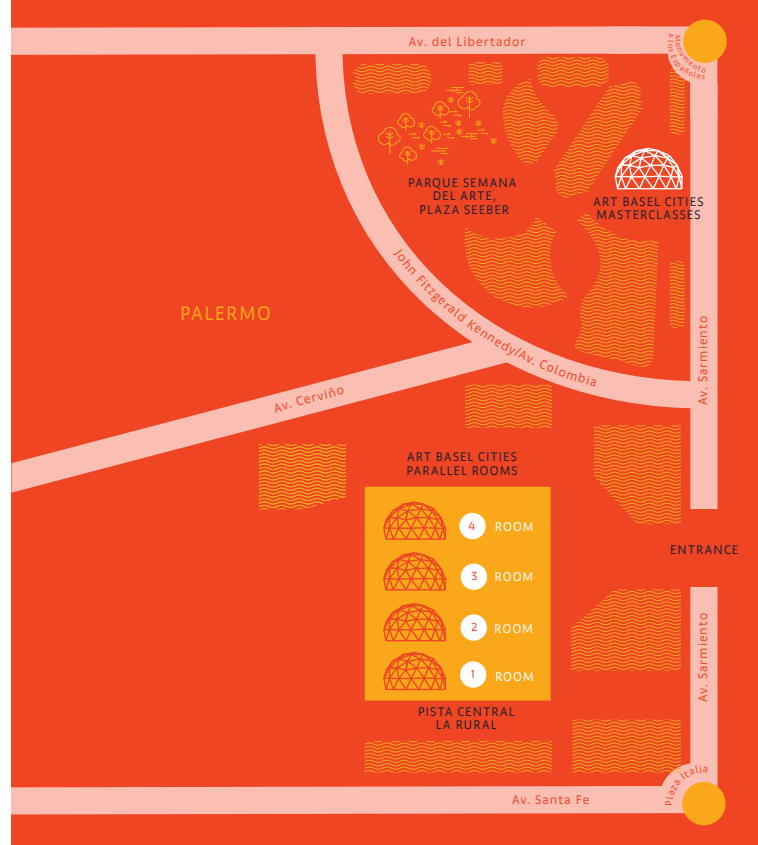 Av. del Libertador
Monumento
a los Españoles
PARQUE SEMANA
DEL ARTE,
PLAZA SEEBER
ART BASEL CITIES
MASTERCLASSES
John Fitzgerald Kennedy/Av. Colombia
PALERMO
Av. Sarmiento
Av. Cerviño
ART BASEL CITIES
PARALLEL ROOMS
4 ROOM
ENTRANCE
3 ROOM
2 ROOM
Av. Sarmiento
1 ROOM
PISTA CENTRAL
LA RURAL
Plaza Italia
Av. Santa Fe